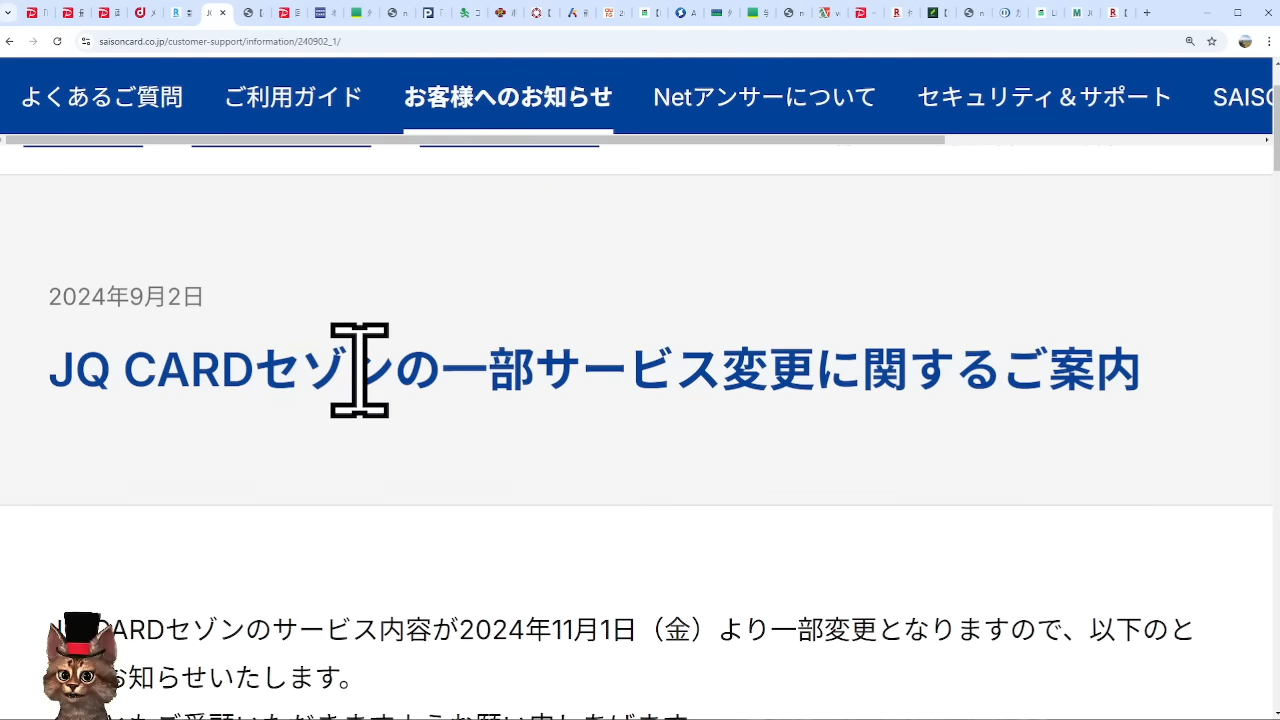 saisoncard.co.jp/customer-support/information/240902_1/
よくあるご質問 ご利用ガイド お客様へのお知らせ Netアンサーについて セキュリティ＆サポート
2024年9月2日
JQ CARDセゾンの一部サービス変更に関するご案内
ARDセゾンのサービス内容が2024年11月1日（金）より一部変更となりますので、以下のと
お知らせいたします。